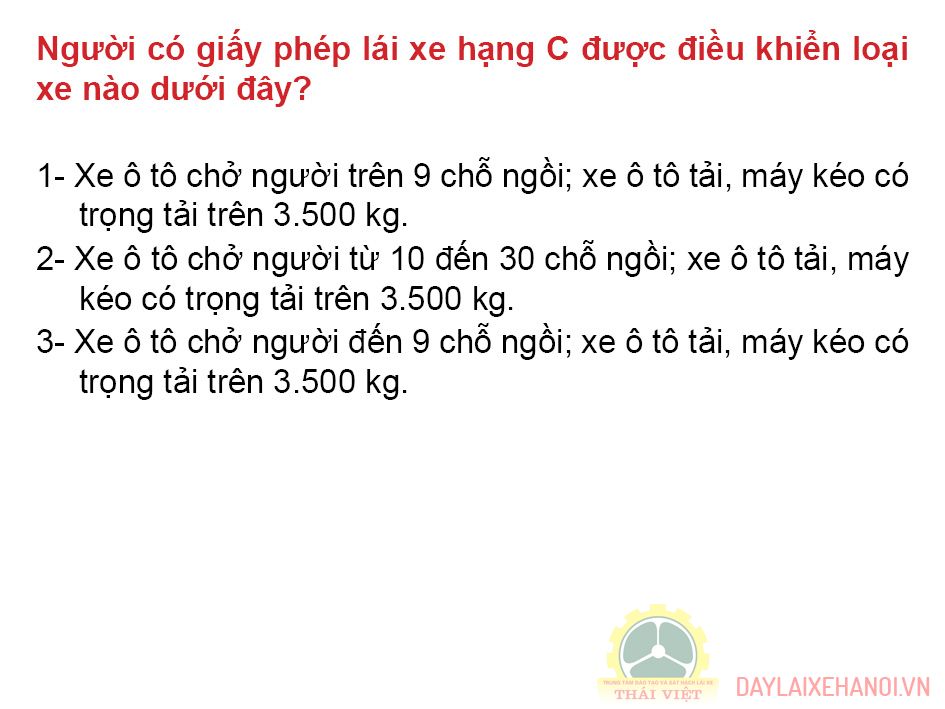 Người có giấy phép lái xe hạng C được điều khiển loại
xe nào dưới đây?
1- Xe ô tô chở người trên 9 chỗ ngồi; xe ô tô tải, máy kéo có
trọng tải trên 3.500 kg.
2- Xe ô tô chở người từ 10 đến 30 chỗ ngồi; xe ô tô tải, máy
kéo có trọng tải trên 3.500 kg.
3- Xe ô tô chở người đến 9 chỗ ngồi; xe ô tô tải, máy kéo có
trọng tải trên 3.500 kg.
TRUNG TÂM ĐÀO TẠO VÀ SÁT HẠCH LÁI XE
THÁI VIỆT
DAYLAIXEHANOI.VN